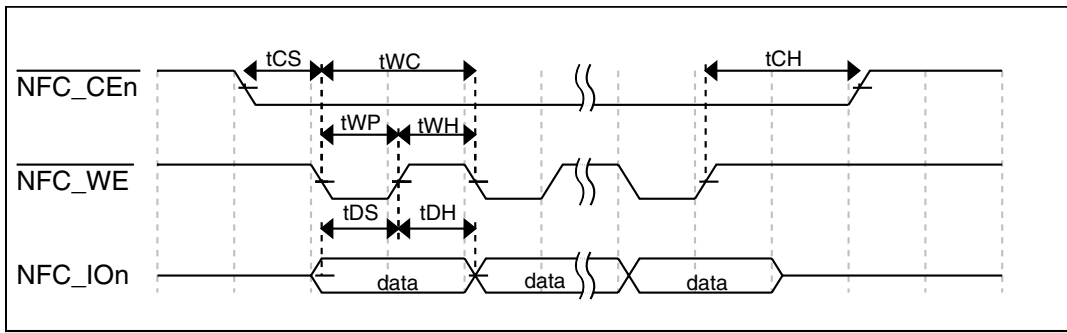 tCS tWC tCH
NFC_CEn
tWP tWH
NFC_WE
tDS tDH
NFC_IOn
data data data